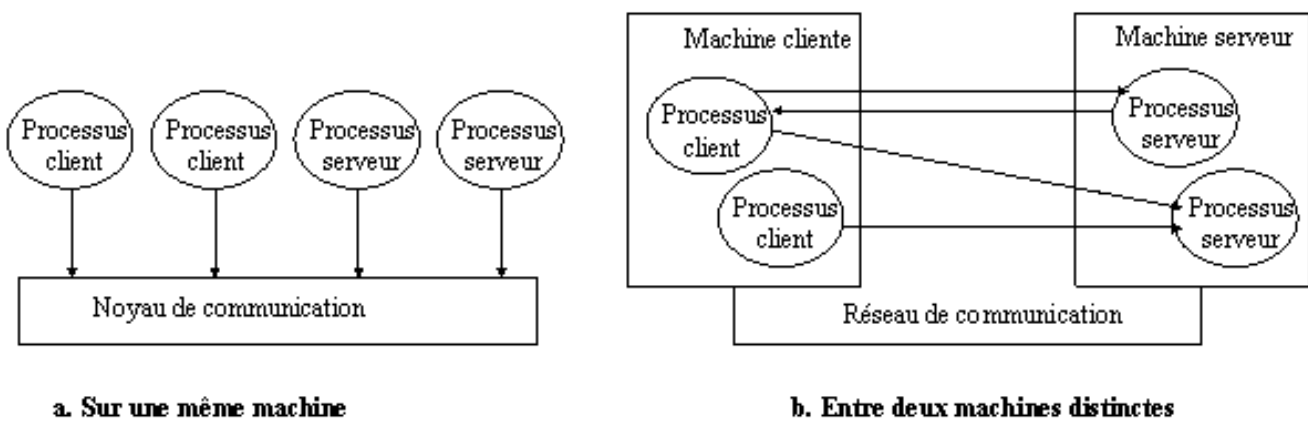 Processus
client
Processus
client
Processus
serveur
Processus
serveur
Noyau de communication
a. Sur une même machine
Machine cliente
Machine serveur
Processus
client
Processus
serveur
Processus
client
Processus
serveur
Réseau de communication
b. Entre deux machines distinctes